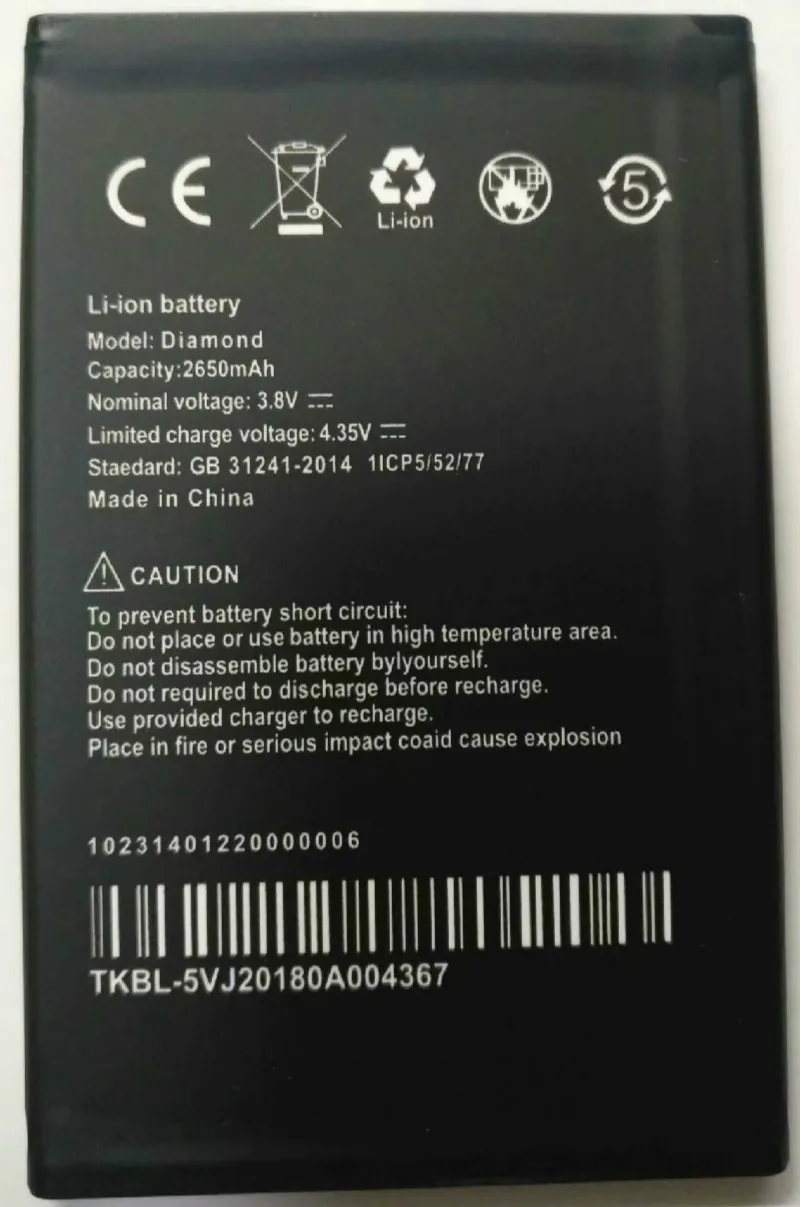 CE
Li-ion
5
Li-ion battery
Model: Diamond
Capacity:2650mAh
Nominal voltage: 3.8V
Limited charge voltage: 4.35V
Staedard: GB 31241-2014 1ICP5/52/77
Made in China
CAUTION
To prevent battery short circuit:
Do not place or use battery in high temperature area.
Do not disassemble battery bylyourself.
Do not required to discharge before recharge.
Use provided charger to recharge.
Place in fire or serious impact coaid cause explosion
10231401220000006
TKBL-5VJ20180A004367